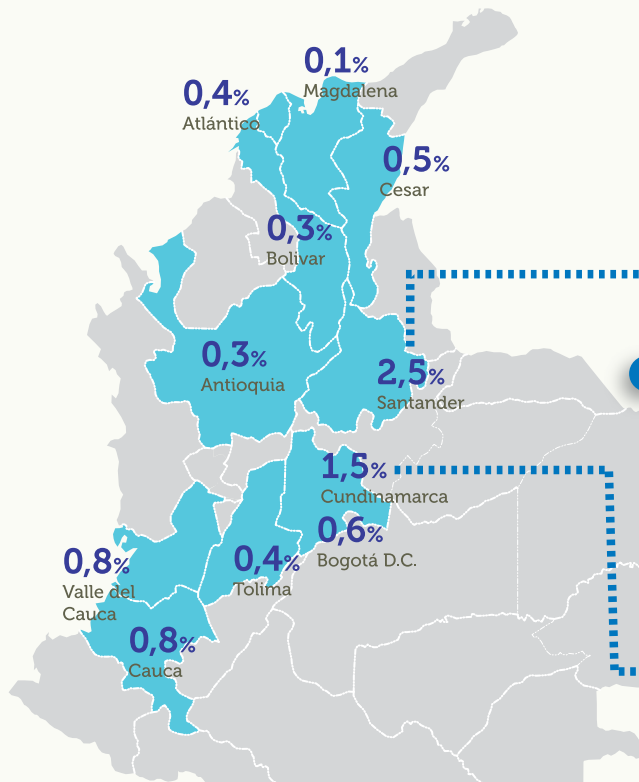 0,1%
Magdalena
0,4%
Atlántico
0,5%
Cesar
0,3%
Bolivar
0,3%
Antioquia
2,5%
Santander
1,5%
Cundinamarca
0,6%
Bogotá D.C.
0,8%
Valle del
Cauca
0,4%
Tolima
0,8%
Cauca